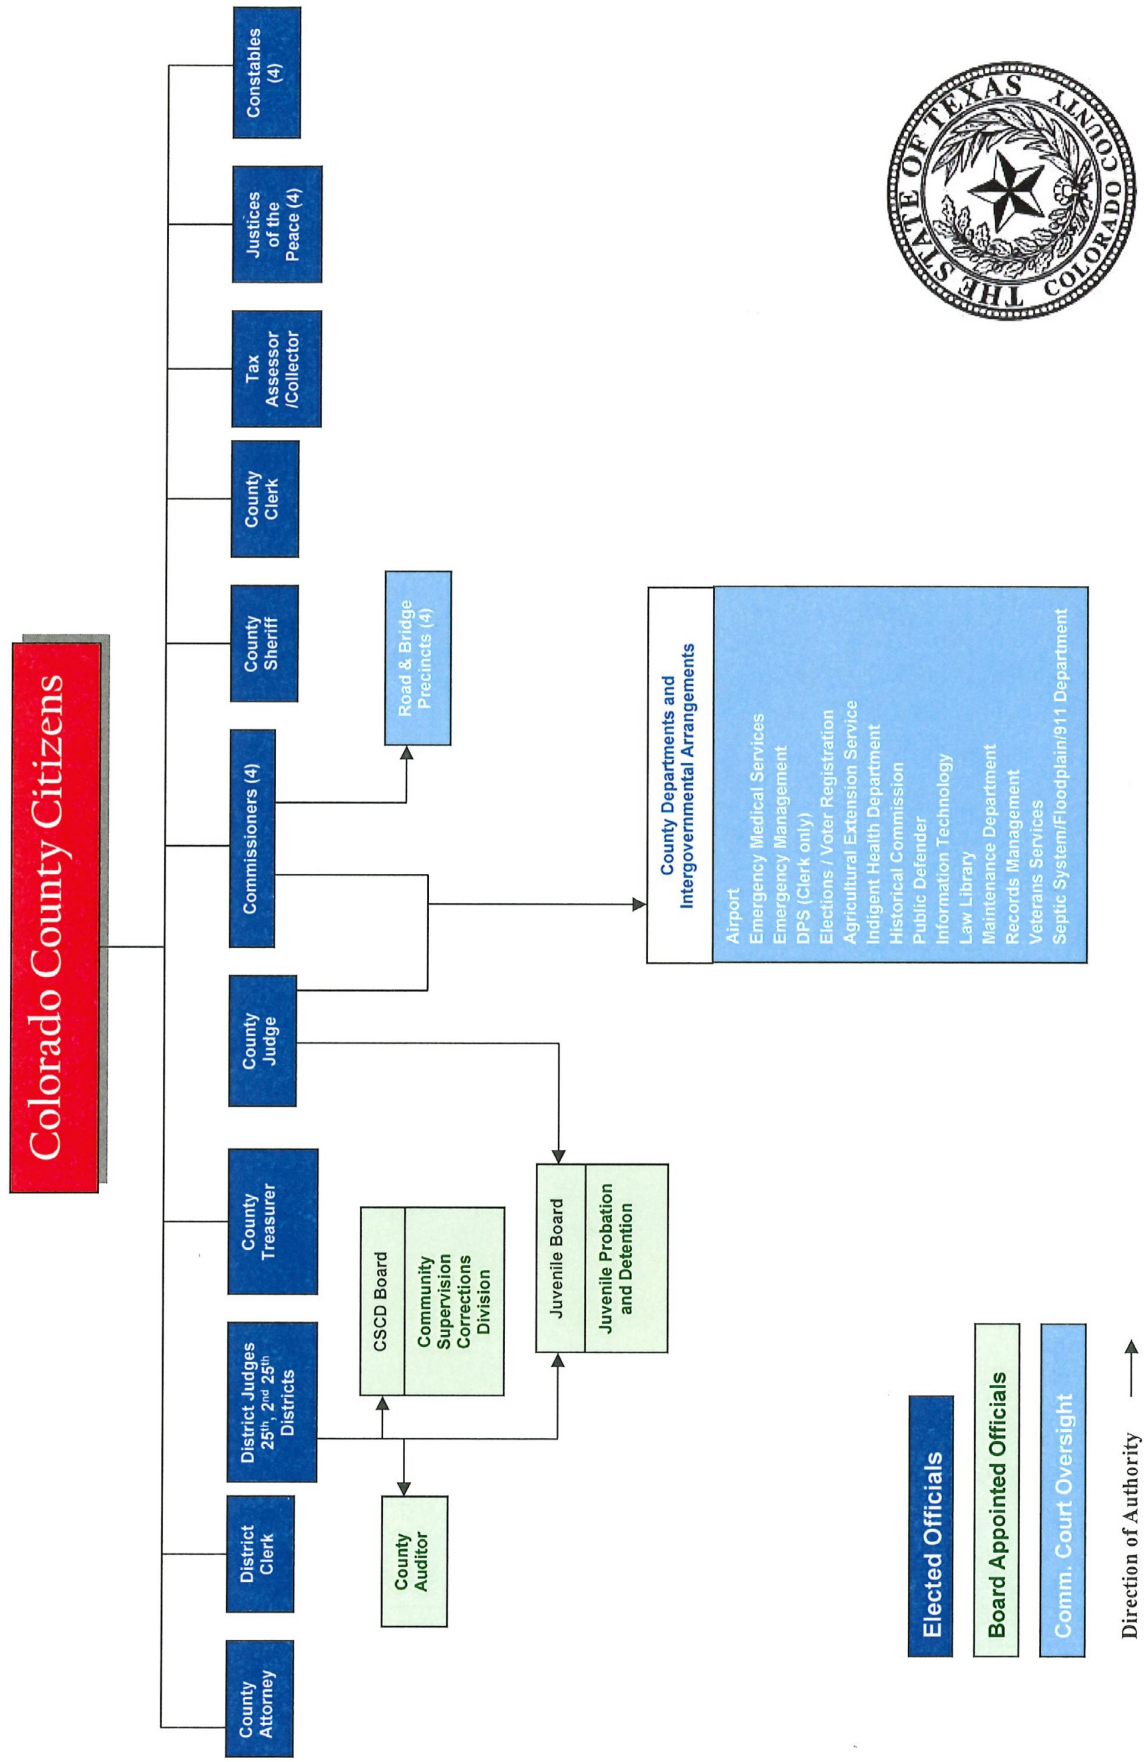 Colorado County Citizens
County
Attorney
District
Clerk
District Judges
25th, 2nd 25th
Districts
County
Treasurer
County
Judge
Commissioners (4)
County
Sheriff
County
Clerk
Tax
Assessor
/Collector
Justices
of the
Peace (4)
Constables
(4)
County
Auditor
CSCD Board
Community
Supervision
Corrections
Division
Road & Bridge
Precincts (4)
Juvenile Board
Juvenile Probation
and Detention
County Departments and
Intergovernmental Arrangements
Airport
Emergency Medical Services
Emergency Management
DPS (Clerk only)
Elections / Voter Registration
Agricultural Extension Service
Indigent Health Department
Historical Commission
Public Defender
Information Technology
Law Library
Maintenance Department
Records Management
Veterans Services
Septic System/Floodplain/911 Department
Elected Officials
Board Appointed Officials
Comm. Court Oversight
Direction of Authority
THE STATE OF TEXAS
COLORADO COUNTY